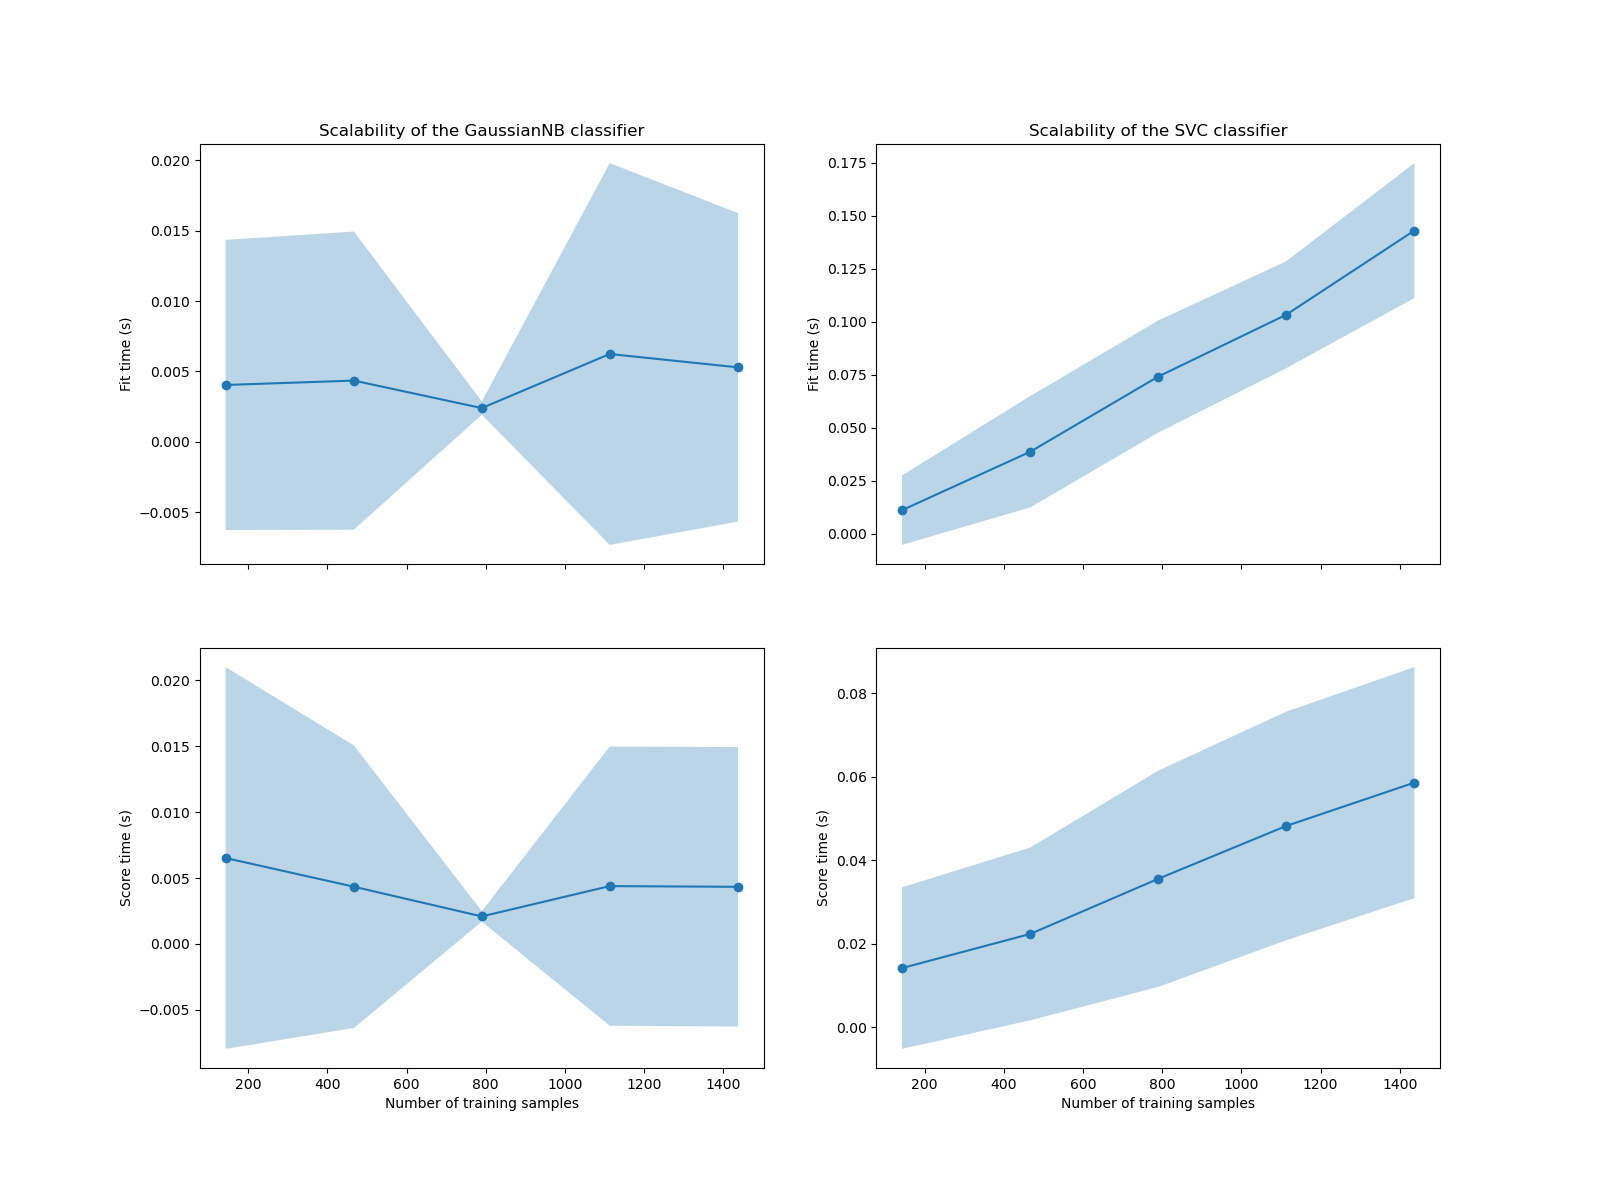 Scalability of the GaussianNB classifier
Fit time (s)
0.020
0.015
0.010
0.005
0.000
−0.005
Scalability of the SVC classifier
Fit time (s)
0.175
0.150
0.125
0.100
0.075
0.050
0.025
0.000
Score time (s)
0.020
0.015
0.010
0.005
0.000
−0.005
200 400 600 800 1000 1200 1400
Number of training samples
Score time (s)
0.08
0.06
0.04
0.02
0.00
200 400 600 800 1000 1200 1400
Number of training samples